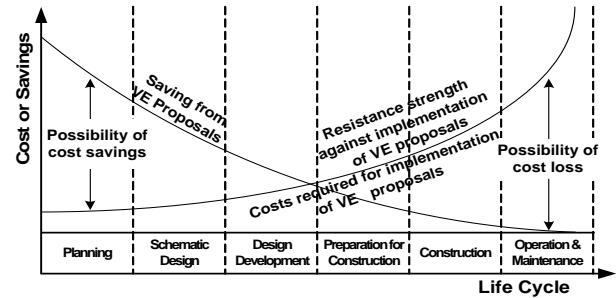 Cost or Savings
Saving from
VE Proposals
Possibility of
cost savings
Resistance strength
against implementation
of VE proposals
Costs required for implementation
of VE proposals
Possibility of
cost loss
Planning
Schematic
Design
Design
Development
Preparation for
Construction
Construction
Operation &
Maintenance
Life Cycle